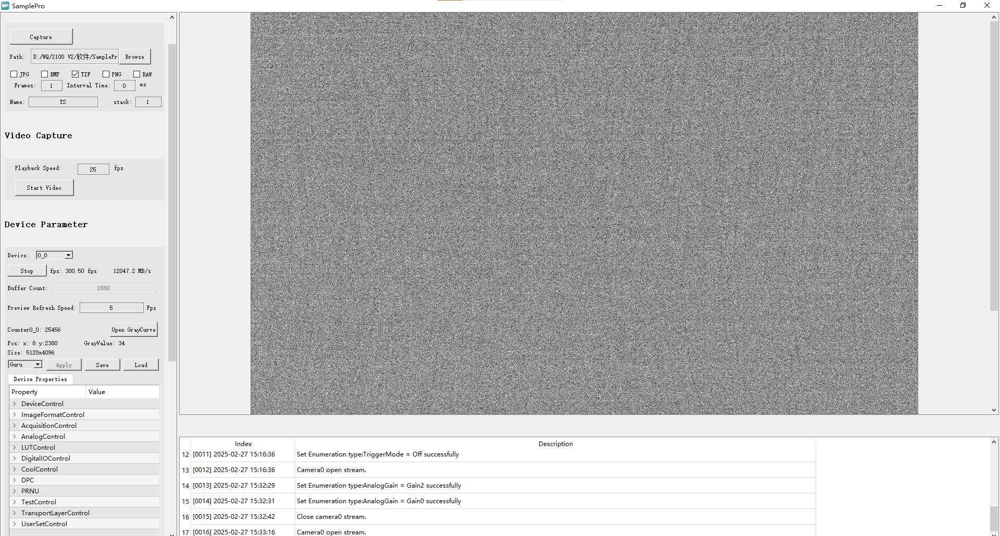 SamplePro
Capture
Path: D:/WQ/2100 V2/软件/SamplePr Browse
JPG BMP TIF PNG RAW
Frames: 1 Interval Time: 0 ms
Name: TS stack: 1
Video Capture
Playback Speed: 25 fps
Start Video
Device Parameter
Device: 0_0
Stop fps: 300.50 fps 12047.2 MB/s
Buffer Count: 2880
Preview Refresh Speed: 5 Fps
Counter0_0: 25456 Open GrayCurve
Pos: x: 8 y:2380 GrayValue: 34
Size: 5120x4096
Guru Apply Save Load
Device Properties
Property Value
DeviceControl
ImageFormatControl
AcquisitionControl
AnalogControl
LUTControl
DigitalIOControl
CoolControl
DPC
PRNU
TestControl
TransportLayerControl
UserSetControl
Index Description
12 [0011] 2025-02-27 15:16:36 Set Enumeration type:TriggerMode = Off successfully
13 [0012] 2025-02-27 15:16:36 Camera0 open stream.
14 [0013] 2025-02-27 15:32:29 Set Enumeration type:AnalogGain = Gain2 successfully
15 [0014] 2025-02-27 15:32:31 Set Enumeration type:AnalogGain = Gain0 successfully
16 [0015] 2025-02-27 15:32:42 Close camera0 stream.
17 [0016] 2025-02-27 15:33:16 Camera0 open stream.